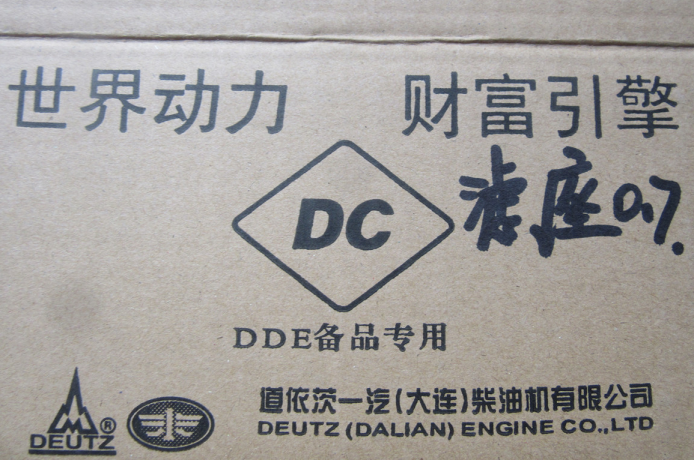 世界动力 财富引擎
DC
座0.7.
DDE备品专用
DEUTZ®
道依茨一汽(大连)柴油机有限公司
DEUTZ(DALIAN) ENGINE CO.,LTD